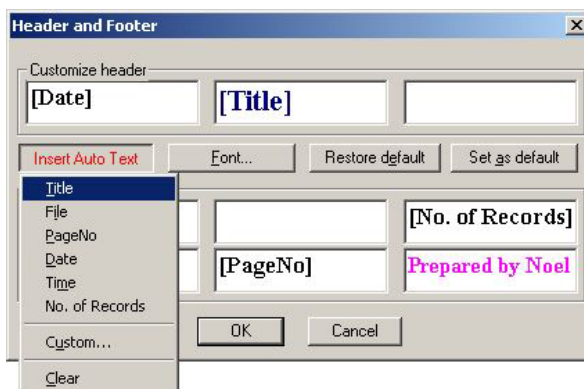 Header and Footer
Customize header
[Date] [Title]
Insert Auto Text Font... Restore default Set as default
Title
File
PageNo
Date
Time
No. of Records
Custom...
Clear
[No. of Records]
[PageNo] Prepared by Noel
OK Cancel